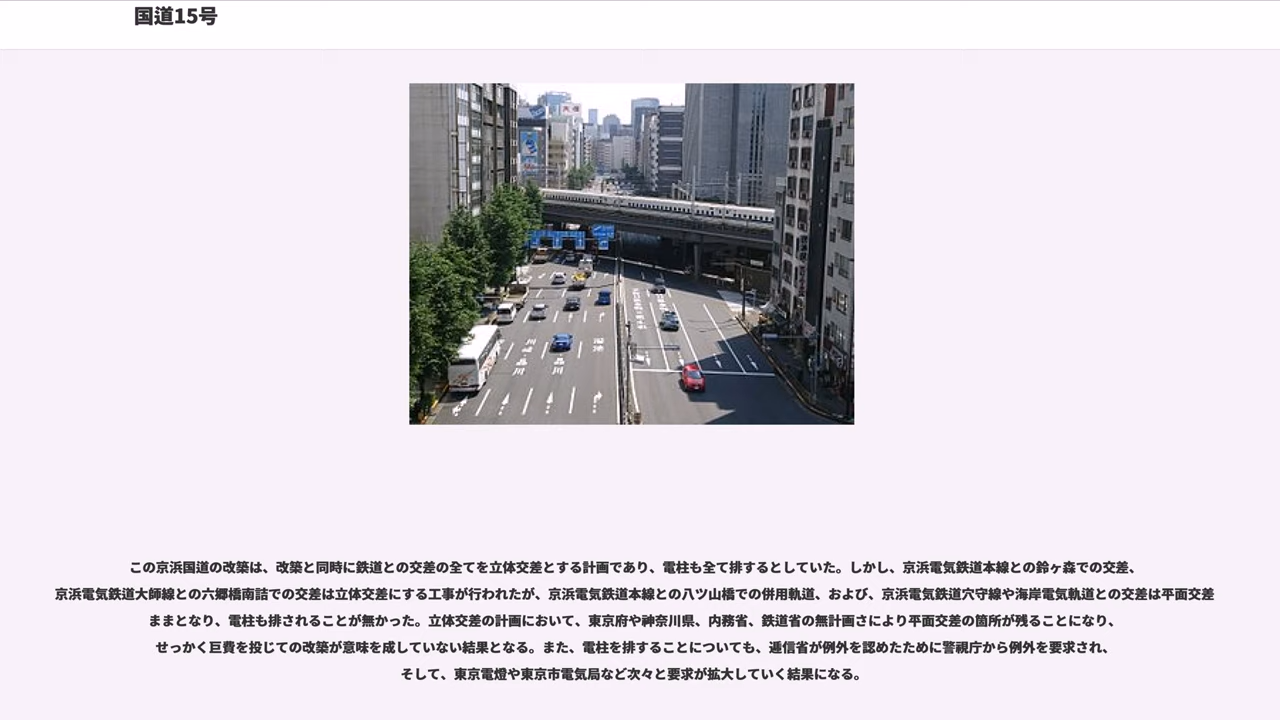 国道15号
この京浜国道の改築は、改築と同時に鉄道との交差の全てを立体交差とする計画であり、電柱も全て排するとしていた。しかし、京浜電気鉄道本線との鈴ヶ森での交差、
京浜電気鉄道大師線との六郷橋南詰での交差は立体交差にする工事が行われたが、京浜電気鉄道本線との八ツ山橋での併用軌道、および、京浜電気鉄道穴守線や海岸電気軌道との交差は平面交差
ままとなり、電柱も排されることが無かった。立体交差の計画において、東京府や神奈川県、内務省、鉄道省の無計画さにより平面交差の箇所が残ることになり、
せっかく巨費を投じての改築が意味を成していない結果となる。また、電柱を排することについても、逓信省が例外を認めたために警視庁から例外を要求され、
そして、東京電燈や東京市電気局など次々と要求が拡大していく結果になる。